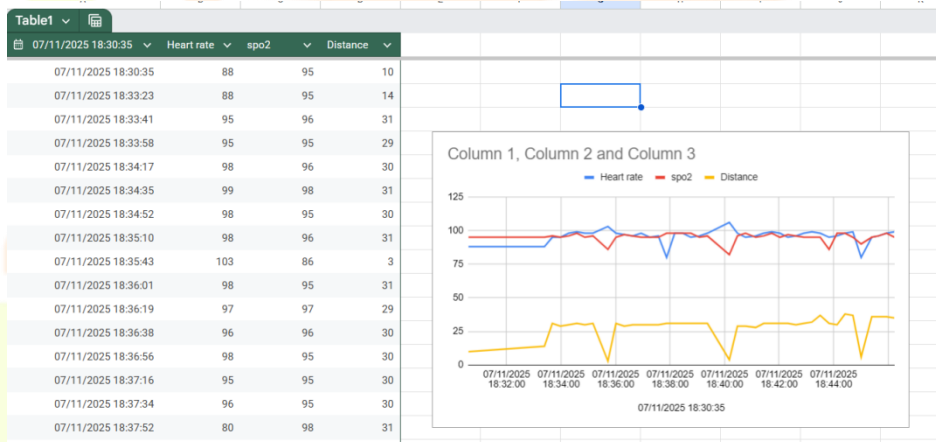 Table1
07/11/2025 18:30:35 Heart rate spo2 Distance
07/11/2025 18:30:35 88 95 10
07/11/2025 18:33:23 88 95 14
07/11/2025 18:33:41 95 96 31
07/11/2025 18:33:58 95 95 29
07/11/2025 18:34:17 98 96 30
07/11/2025 18:34:35 99 98 31
07/11/2025 18:34:52 98 95 30
07/11/2025 18:35:10 98 96 31
07/11/2025 18:35:43 103 86 3
07/11/2025 18:36:01 98 95 31
07/11/2025 18:36:19 97 97 29
07/11/2025 18:36:38 96 96 30
07/11/2025 18:36:56 98 95 30
07/11/2025 18:37:16 95 95 30
07/11/2025 18:37:34 96 95 30
07/11/2025 18:37:52 80 98 31
Column 1, Column 2 and Column 3
Heart rate spo2 Distance
125
100
75
50
25
0
07/11/2025 07/11/2025 07/11/2025 07/11/2025 07/11/2025 07/11/2025 07/11/2025
18:32:00 18:34:00 18:36:00 18:38:00 18:40:00 18:42:00 18:44:00
07/11/2025 18:30:35